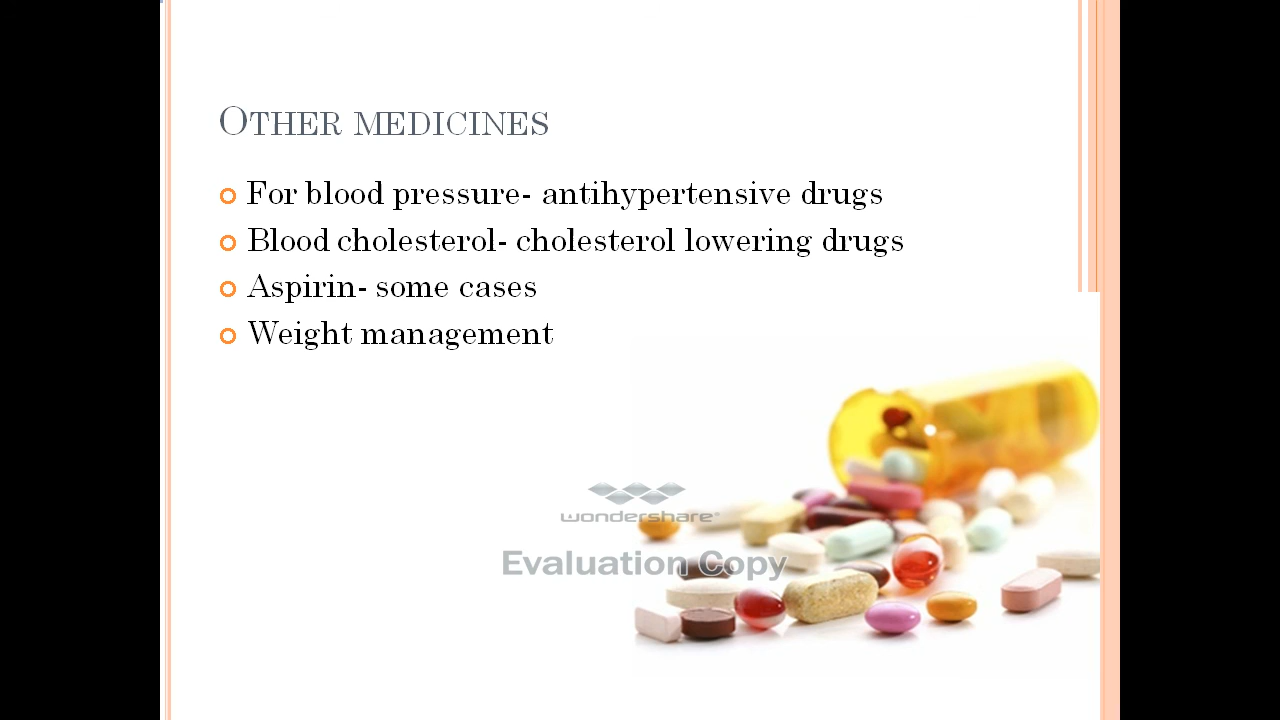 Other medicines
For blood pressure- antihypertensive drugs
Blood cholesterol- cholesterol lowering drugs
Aspirin- some cases
Weight management
wondershare®
Evaluation Copy